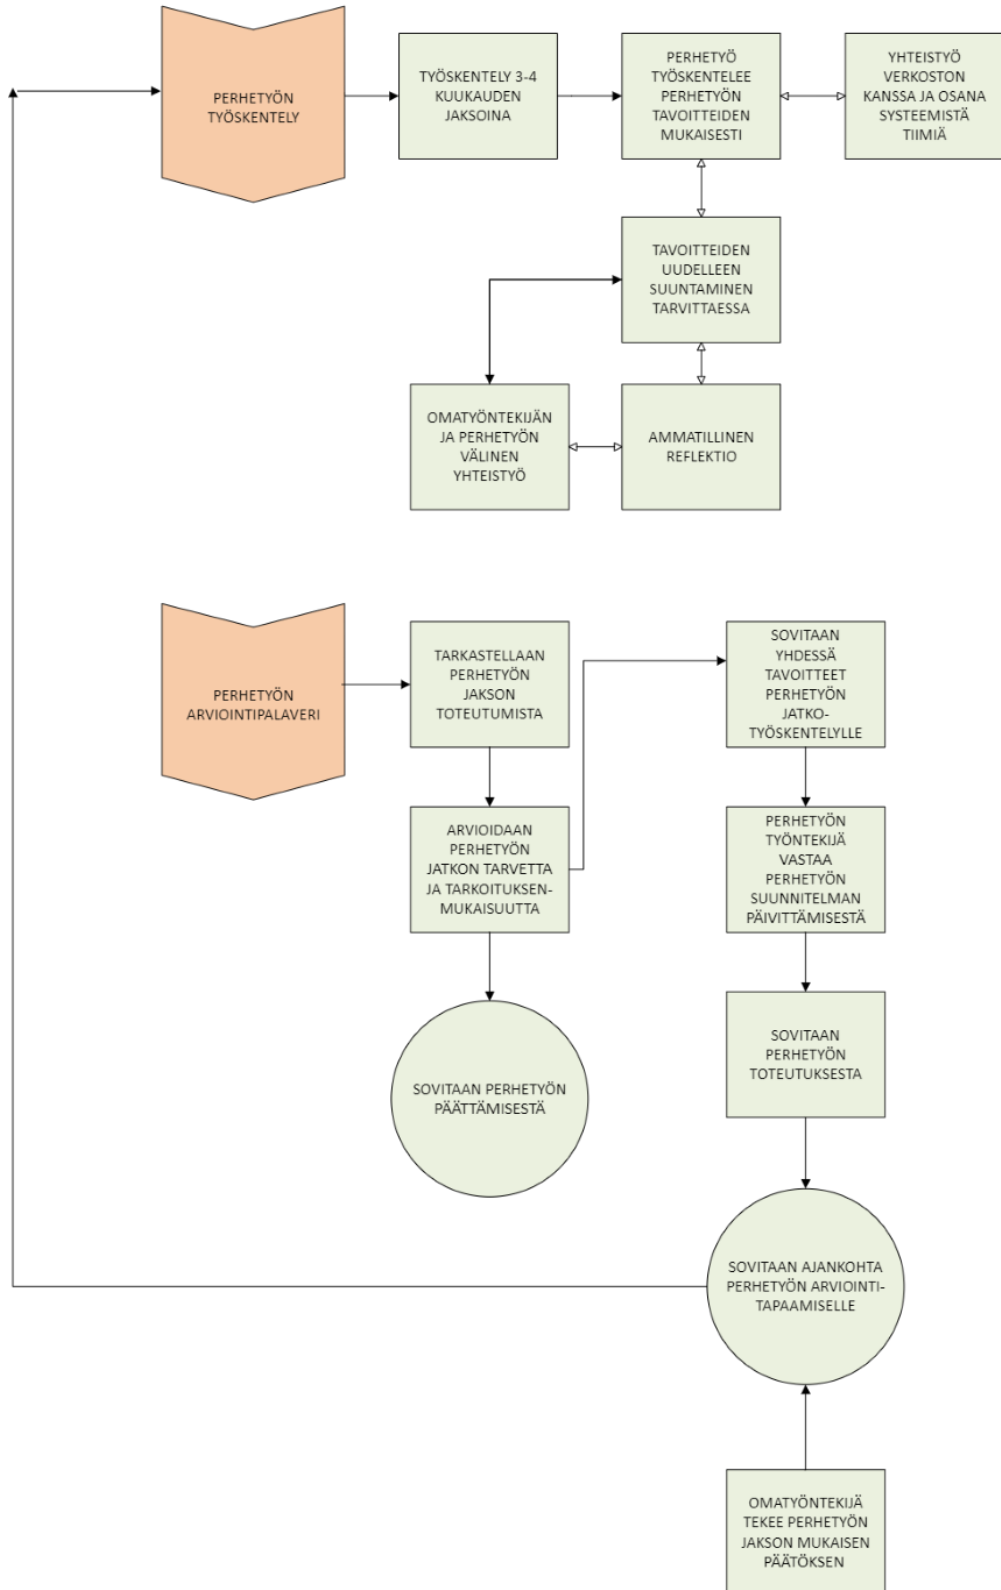 PERHETYÖN
TYÖSKENTELY
TYÖSKENTELY 3-4
KUUKAUDEN
JAKSOINA
PERHETYÖ
TYÖSKENTELEE
PERHETYÖN
TAVOITTEIDEN
MUKAISESTI
YHTEISTYÖ
VERKOSTON
KANSSA JA OSANA
SYSTEEMISTÄ
TIIMIÄ
TAVOITTEIDEN
UUDELLEEN
SUUNTAMINEN
TARVITTAESSA
OMATYÖNTEKIJÄN
JA PERHETYÖN
VÄLINEN
YHTEISTYÖ
AMMATILLINEN
REFLEKTIO
PERHETYÖN
ARVIOINTIPALAVERI
TARKASTELLAAN
PERHETYÖN
JAKSON
TOTEUTUMISTA
SOVITAAN
YHDESSÄ
TAVOITTEET
PERHETYÖN
JATKO-
TYÖSKENTELYLLE
ARVIOIDAAN
PERHETYÖN
JATKON TARVETTA
JA TARKOITUKSEN-
MUKAISUUTTA
PERHETYÖN
TYÖNTEKIJÄ
VASTAA
PERHETYÖN
SUUNNITELMAN
PÄIVITTÄMISESTÄ
SOVITAAN PERHETYÖN
PÄÄTTÄMISESTÄ
SOVITAAN
PERHETYÖN
TOTEUTUKSESTA
SOVITAAN AJANKOHTA
PERHETYÖN ARVIOINTI-
TAPAAMISELLE
OMATYÖNTEKIJÄ
TEKEE PERHETYÖN
JAKSON MUKAISEN
PÄÄTÖKSEN